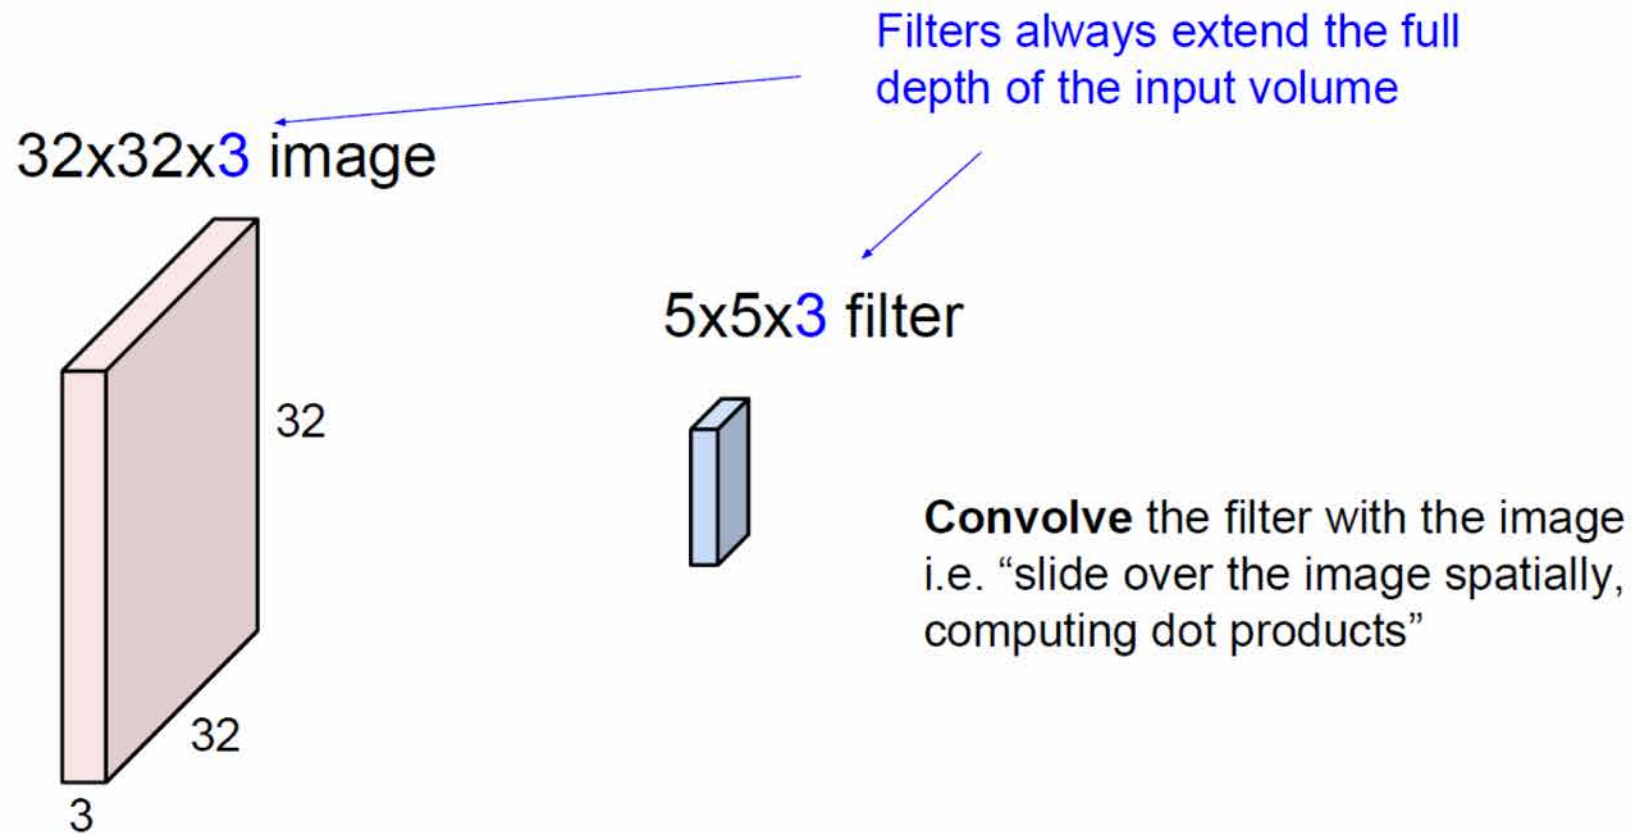 Filters always extend the full
depth of the input volume
32x32x3 image
5x5x3 filter
32
Convolve the filter with the image
i.e. “slide over the image spatially,
computing dot products”
32
3